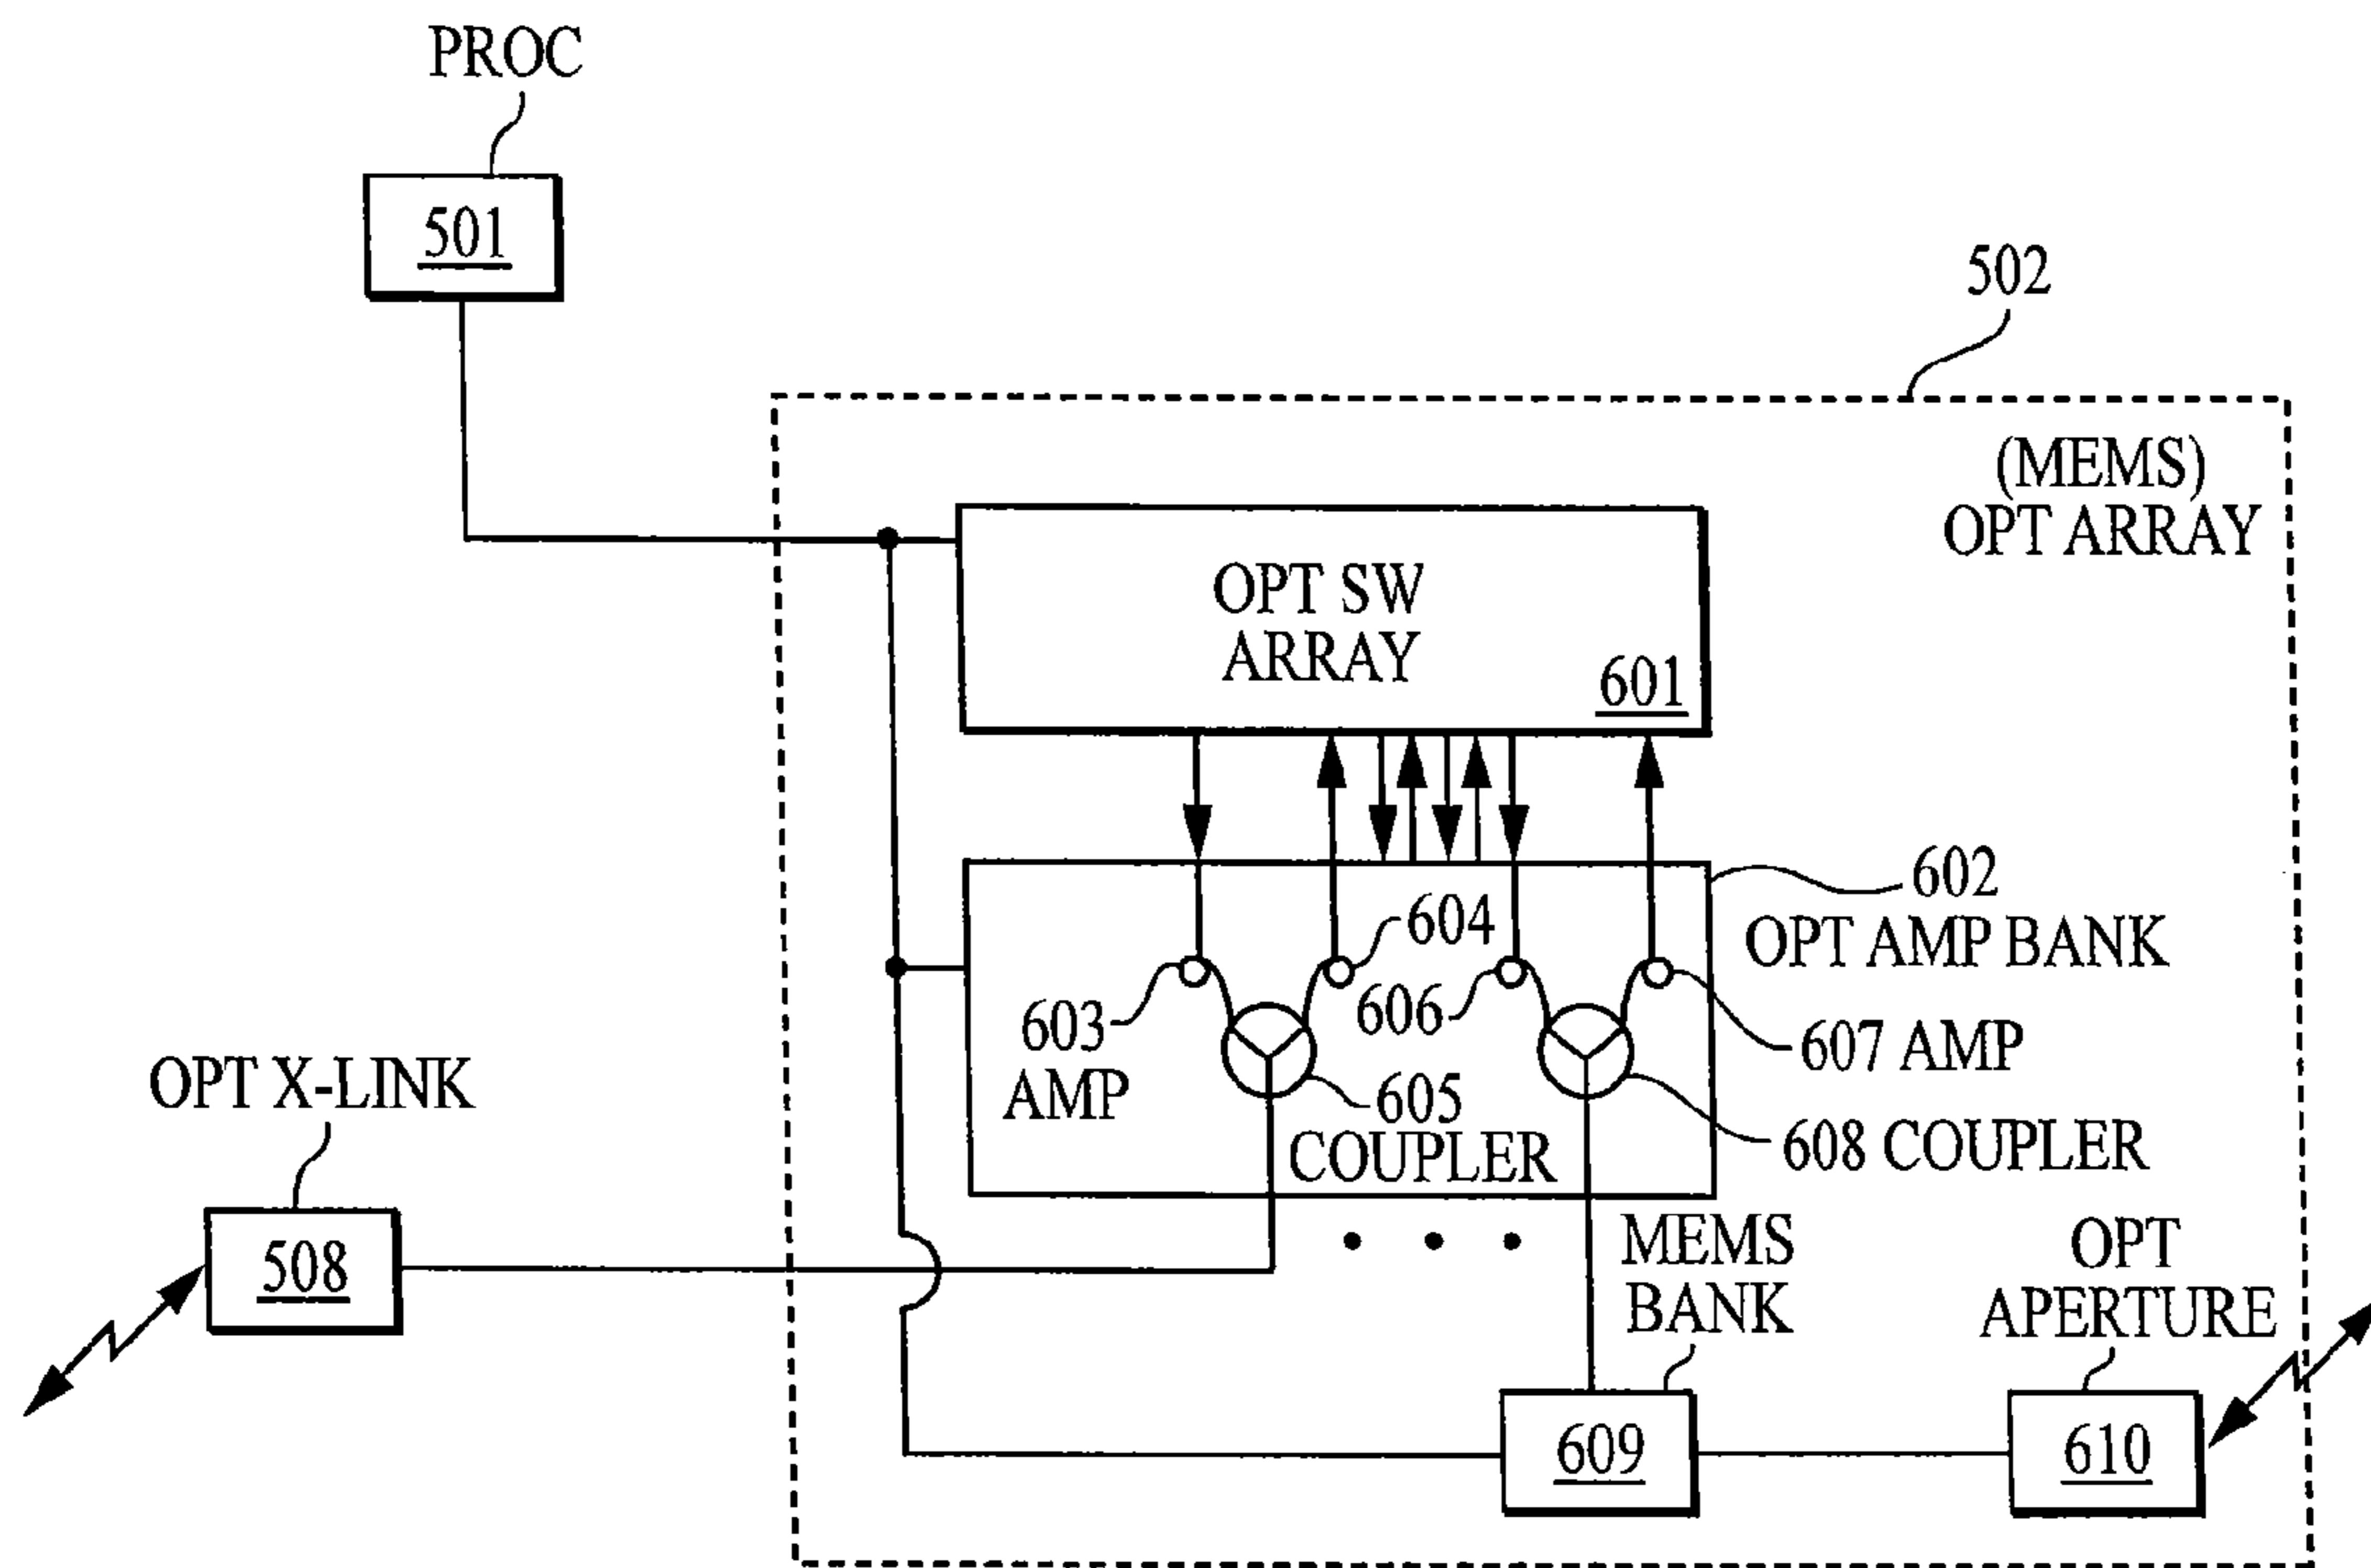 PROC
501
502
(MEMS)
OPT ARRAY
OPT SW
ARRAY
601
602
OPT AMP BANK
604
603
AMP
606
607 AMP
605
COUPLER
608 COUPLER
OPT X-LINK
508
MEMS
BANK
609
OPT
APERTURE
610